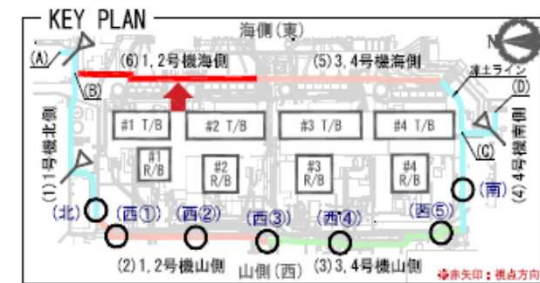 KEY PLAN
海側(東)
N
(A)
(6)1,2号機海側
(5)3,4号機海側
凍土ライン
(B)
(D)
#1 T/B
#2 T/B
#3 T/B
#4 T/B
(C)
(1)1号機北側
(4)4号機南側
#1
R/B
#2
R/B
#3
R/B
#4
R/B
(北)
(西①)
(西②)
(西③)
(西④)
(西⑤)
(南)
(2)1,2号機山側
山側(西)
(3)3,4号機山側
赤矢印:視点方向